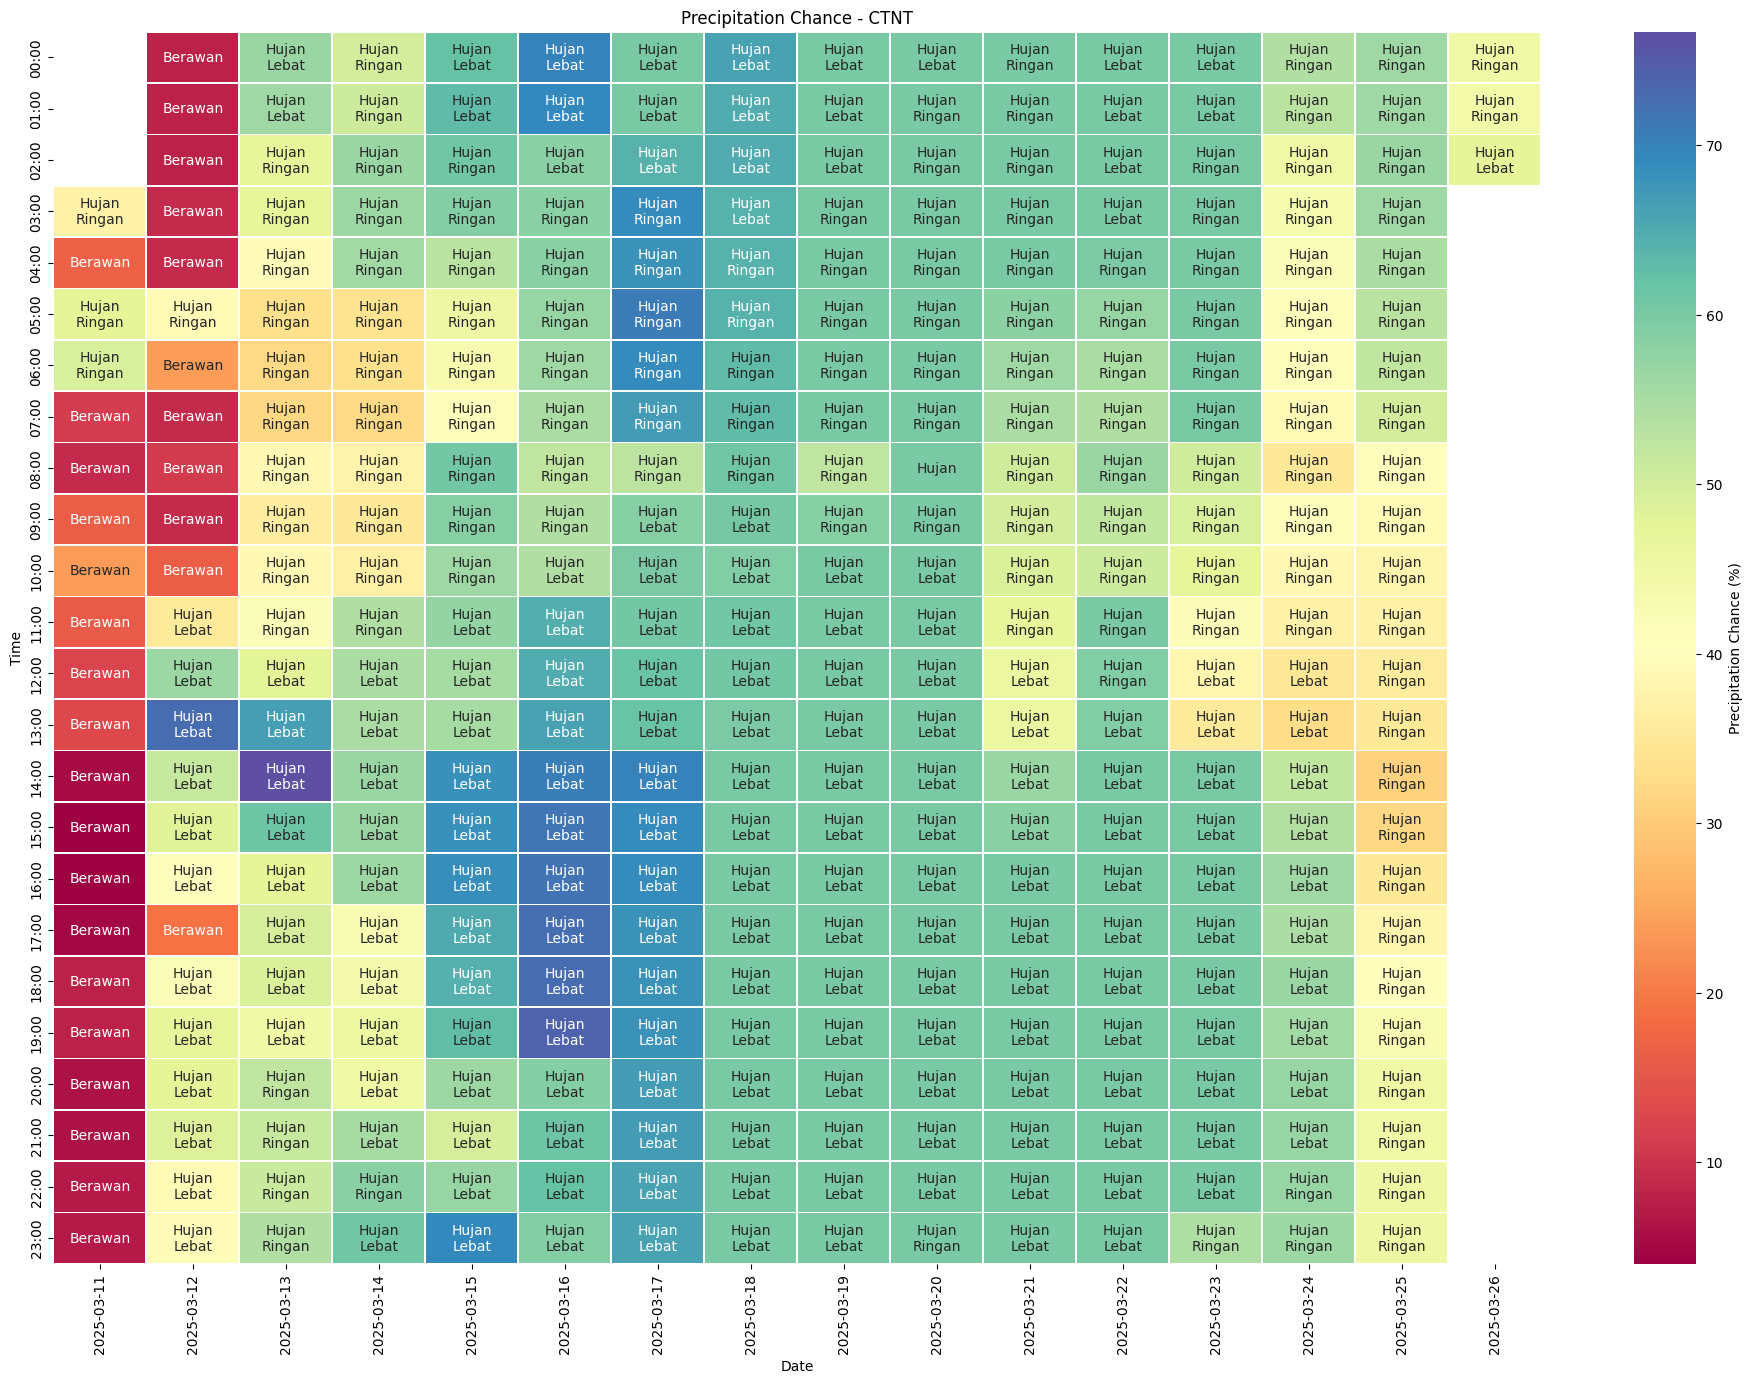 Precipitation Chance - CTNT
00:00 Berawan Hujan Lebat Hujan Ringan Hujan Lebat Hujan Lebat Hujan Lebat Hujan Lebat Hujan Lebat Hujan Lebat Hujan Ringan Hujan Lebat Hujan Lebat Hujan Ringan Hujan Ringan Hujan Ringan
01:00 Berawan Hujan Lebat Hujan Ringan Hujan Lebat Hujan Lebat Hujan Lebat Hujan Lebat Hujan Lebat Hujan Ringan Hujan Ringan Hujan Lebat Hujan Lebat Hujan Ringan Hujan Ringan Hujan Ringan
02:00 Berawan Hujan Ringan Hujan Ringan Hujan Ringan Hujan Lebat Hujan Lebat Hujan Lebat Hujan Lebat Hujan Ringan Hujan Ringan Hujan Lebat Hujan Ringan Hujan Ringan Hujan Ringan Hujan Lebat
03:00 Hujan Ringan Berawan Hujan Ringan Hujan Ringan Hujan Ringan Hujan Ringan Hujan Ringan Hujan Lebat Hujan Ringan Hujan Ringan Hujan Ringan Hujan Lebat Hujan Ringan Hujan Ringan Hujan Ringan
04:00 Berawan Berawan Hujan Ringan Hujan Ringan Hujan Ringan Hujan Ringan Hujan Ringan Hujan Ringan Hujan Ringan Hujan Ringan Hujan Ringan Hujan Ringan Hujan Ringan Hujan Ringan Hujan Ringan
05:00 Hujan Ringan Hujan Ringan Hujan Ringan Hujan Ringan Hujan Ringan Hujan Ringan Hujan Ringan Hujan Ringan Hujan Ringan Hujan Ringan Hujan Ringan Hujan Ringan Hujan Ringan Hujan Ringan Hujan Ringan
06:00 Hujan Ringan Berawan Hujan Ringan Hujan Ringan Hujan Ringan Hujan Ringan Hujan Ringan Hujan Ringan Hujan Ringan Hujan Ringan Hujan Ringan Hujan Ringan Hujan Ringan Hujan Ringan Hujan Ringan
07:00 Berawan Berawan Hujan Ringan Hujan Ringan Hujan Ringan Hujan Ringan Hujan Ringan Hujan Ringan Hujan Ringan Hujan Ringan Hujan Ringan Hujan Ringan Hujan Ringan Hujan Ringan Hujan Ringan
08:00 Berawan Berawan Hujan Ringan Hujan Ringan Hujan Ringan Hujan Ringan Hujan Ringan Hujan Ringan Hujan Ringan Hujan Hujan Ringan Hujan Ringan Hujan Ringan Hujan Ringan Hujan Ringan
09:00 Berawan Berawan Hujan Ringan Hujan Ringan Hujan Ringan Hujan Ringan Hujan Lebat Hujan Lebat Hujan Ringan Hujan Ringan Hujan Ringan Hujan Ringan Hujan Ringan Hujan Ringan Hujan Ringan
10:00 Berawan Berawan Hujan Ringan Hujan Ringan Hujan Ringan Hujan Lebat Hujan Lebat Hujan Lebat Hujan Lebat Hujan Lebat Hujan Ringan Hujan Ringan Hujan Ringan Hujan Ringan Hujan Ringan
11:00 Berawan Hujan Lebat Hujan Ringan Hujan Ringan Hujan Lebat Hujan Lebat Hujan Lebat Hujan Lebat Hujan Lebat Hujan Lebat Hujan Ringan Hujan Ringan Hujan Ringan Hujan Ringan Hujan Ringan
12:00 Berawan Hujan Lebat Hujan Lebat Hujan Lebat Hujan Lebat Hujan Lebat Hujan Lebat Hujan Lebat Hujan Lebat Hujan Lebat Hujan Lebat Hujan Ringan Hujan Lebat Hujan Lebat Hujan Ringan
13:00 Berawan Hujan Lebat Hujan Lebat Hujan Lebat Hujan Lebat Hujan Lebat Hujan Lebat Hujan Lebat Hujan Lebat Hujan Lebat Hujan Lebat Hujan Lebat Hujan Lebat Hujan Lebat Hujan Ringan
14:00 Berawan Hujan Lebat Hujan Lebat Hujan Lebat Hujan Lebat Hujan Lebat Hujan Lebat Hujan Lebat Hujan Lebat Hujan Lebat Hujan Lebat Hujan Lebat Hujan Lebat Hujan Lebat Hujan Ringan
15:00 Berawan Hujan Lebat Hujan Lebat Hujan Lebat Hujan Lebat Hujan Lebat Hujan Lebat Hujan Lebat Hujan Lebat Hujan Lebat Hujan Lebat Hujan Lebat Hujan Lebat Hujan Lebat Hujan Ringan
16:00 Berawan Hujan Lebat Hujan Lebat Hujan Lebat Hujan Lebat Hujan Lebat Hujan Lebat Hujan Lebat Hujan Lebat Hujan Lebat Hujan Lebat Hujan Lebat Hujan Lebat Hujan Lebat Hujan Ringan
17:00 Berawan Berawan Hujan Lebat Hujan Lebat Hujan Lebat Hujan Lebat Hujan Lebat Hujan Lebat Hujan Lebat Hujan Lebat Hujan Lebat Hujan Lebat Hujan Lebat Hujan Lebat Hujan Ringan
18:00 Berawan Hujan Lebat Hujan Lebat Hujan Lebat Hujan Lebat Hujan Lebat Hujan Lebat Hujan Lebat Hujan Lebat Hujan Lebat Hujan Lebat Hujan Lebat Hujan Lebat Hujan Lebat Hujan Ringan
19:00 Berawan Hujan Lebat Hujan Lebat Hujan Lebat Hujan Lebat Hujan Lebat Hujan Lebat Hujan Lebat Hujan Lebat Hujan Lebat Hujan Lebat Hujan Lebat Hujan Lebat Hujan Lebat Hujan Ringan
20:00 Berawan Hujan Lebat Hujan Ringan Hujan Lebat Hujan Lebat Hujan Lebat Hujan Lebat Hujan Lebat Hujan Lebat Hujan Lebat Hujan Lebat Hujan Lebat Hujan Lebat Hujan Lebat Hujan Ringan
21:00 Berawan Hujan Lebat Hujan Ringan Hujan Lebat Hujan Lebat Hujan Lebat Hujan Lebat Hujan Lebat Hujan Lebat Hujan Lebat Hujan Lebat Hujan Lebat Hujan Lebat Hujan Lebat Hujan Ringan
22:00 Berawan Hujan Lebat Hujan Ringan Hujan Ringan Hujan Lebat Hujan Lebat Hujan Lebat Hujan Lebat Hujan Lebat Hujan Lebat Hujan Lebat Hujan Lebat Hujan Lebat Hujan Ringan Hujan Ringan
23:00 Berawan Hujan Lebat Hujan Ringan Hujan Lebat Hujan Lebat Hujan Lebat Hujan Lebat Hujan Lebat Hujan Lebat Hujan Ringan Hujan Lebat Hujan Lebat Hujan Ringan Hujan Ringan Hujan Ringan
Time
2025-03-11 2025-03-12 2025-03-13 2025-03-14 2025-03-15 2025-03-16 2025-03-17 2025-03-18 2025-03-19 2025-03-20 2025-03-21 2025-03-22 2025-03-23 2025-03-24 2025-03-25 2025-03-26
Date
70
60
50
40
30
20
10
Precipitation Chance (%)